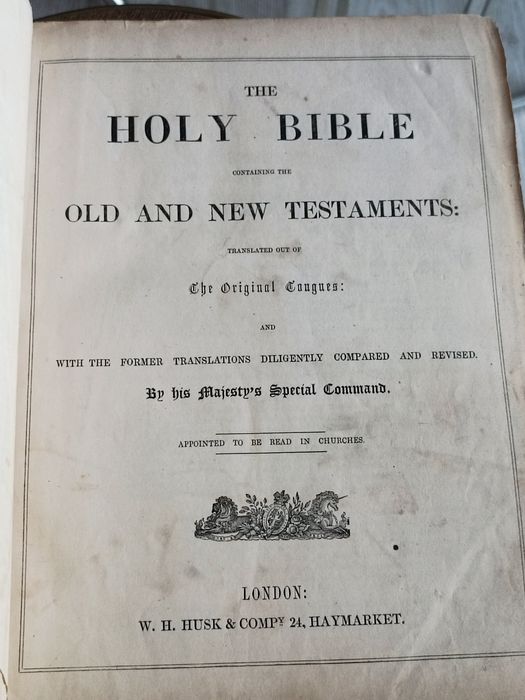 THE
HOLY BIBLE
CONTAINING THE
OLD AND NEW TESTAMENTS:
TRANSLATED OUT OF
The Original Tongues:
AND
WITH THE FORMER TRANSLATIONS DILIGENTLY COMPARED AND REVISED.
By his Majesty's Special Command.
APPOINTED TO BE READ IN CHURCHES.
LONDON:
W. H. HUSK & COMPY 24, HAYMARKET.